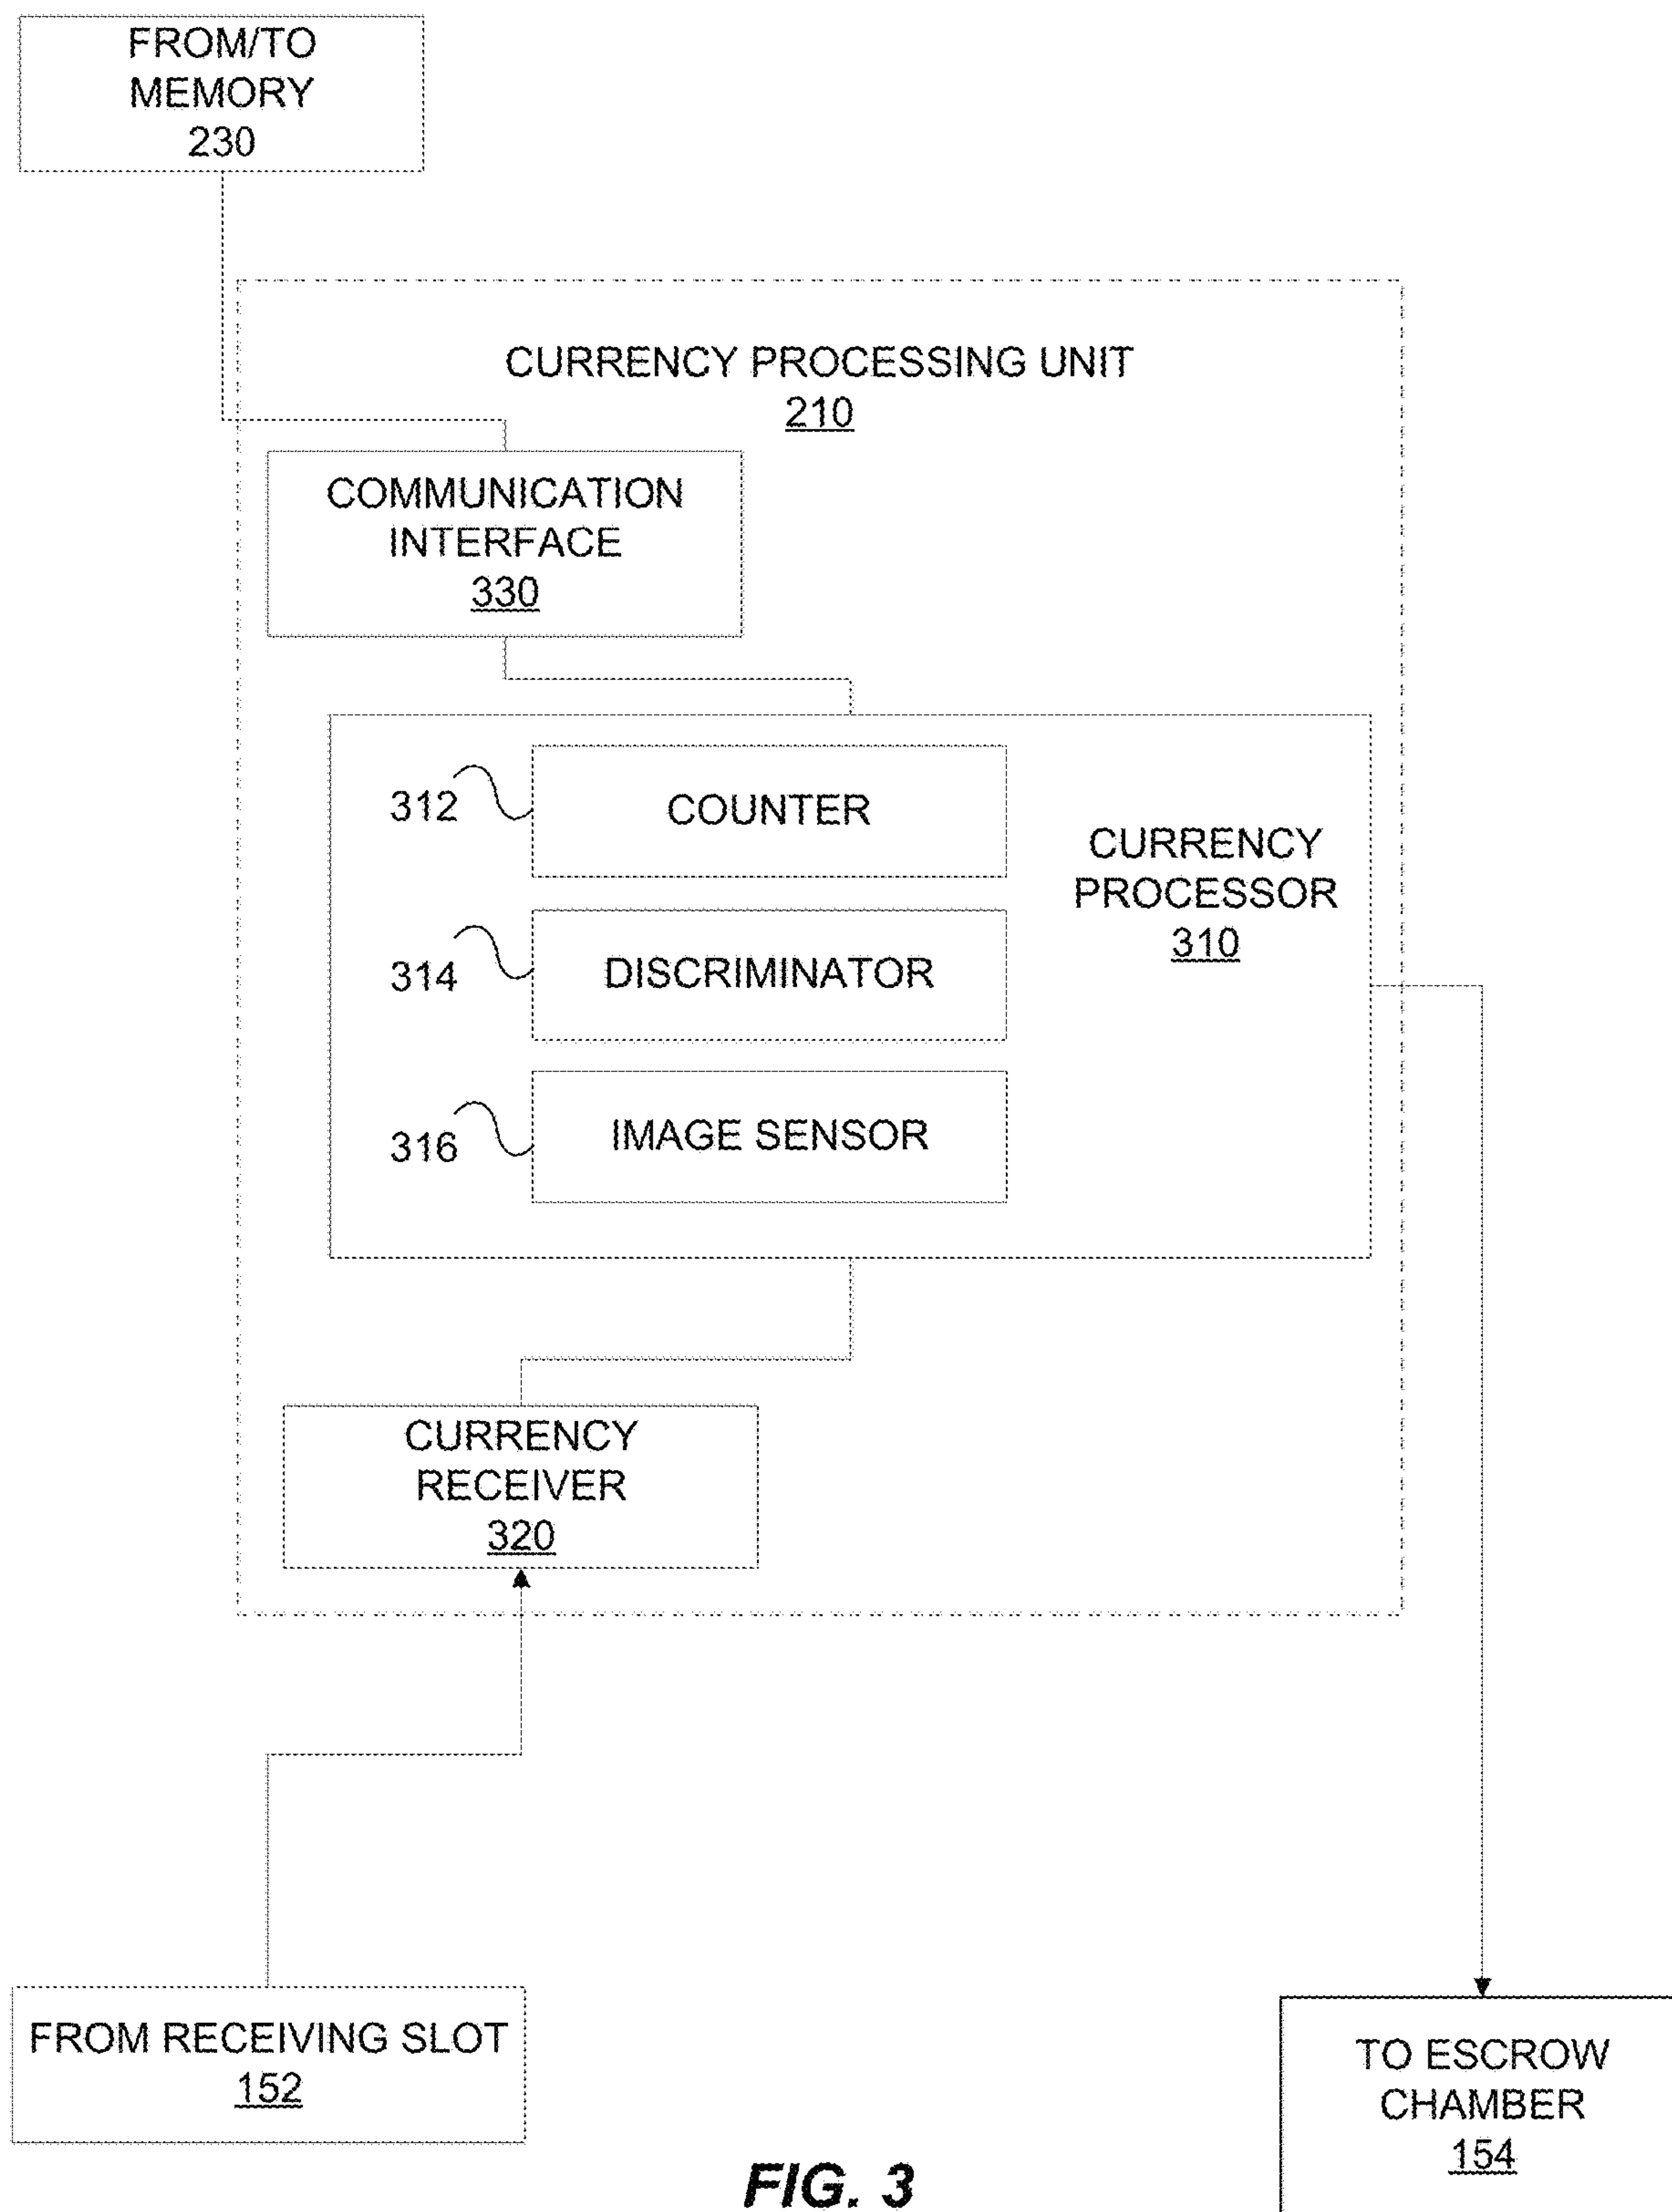 FROM/TO
MEMORY
230
CURRENCY PROCESSING UNIT
210
COMMUNICATION
INTERFACE
330
312
COUNTER
CURRENCY
PROCESSOR
310
314
DISCRIMINATOR
316
IMAGE SENSOR
CURRENCY
RECEIVER
320
FROM RECEIVING SLOT
152
TO ESCROW
CHAMBER
154
FIG. 3